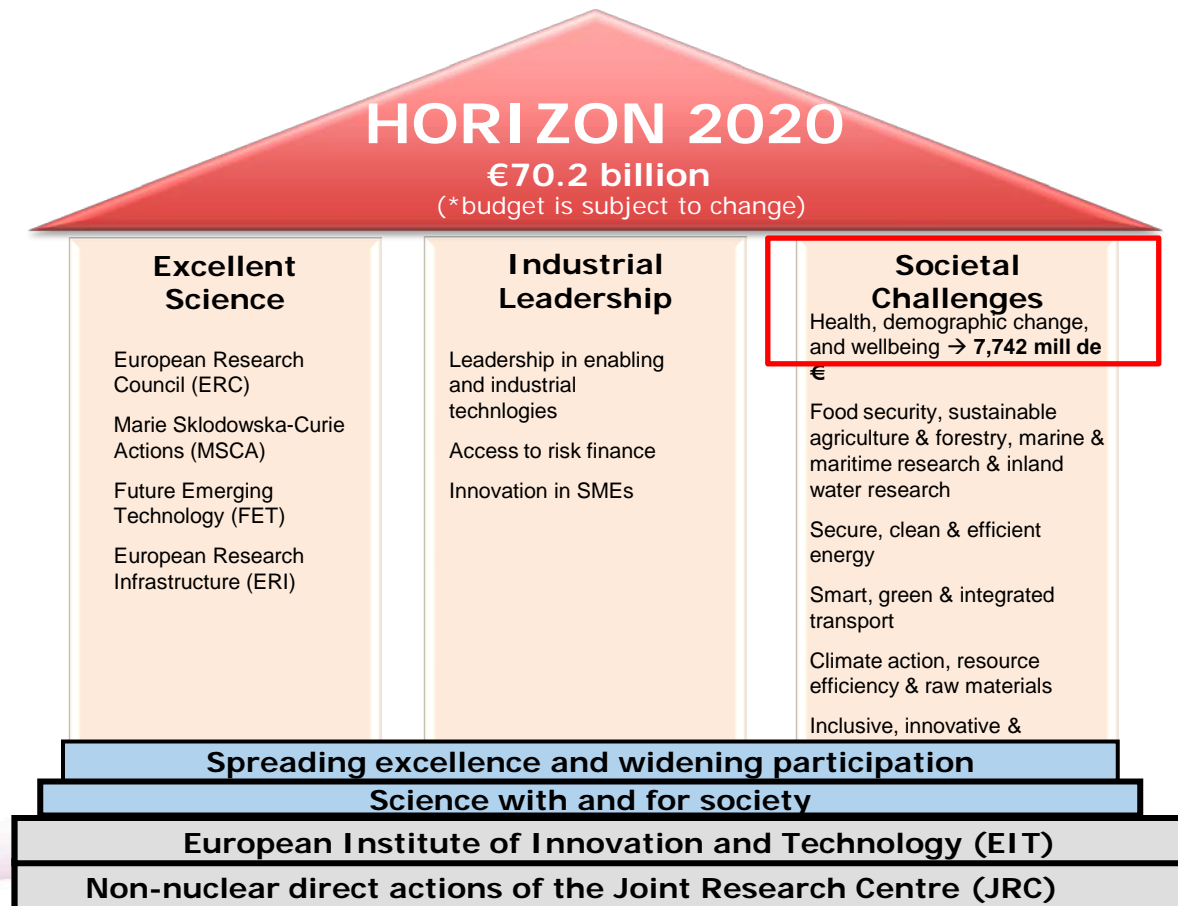 HORIZON 2020
€70.2 billion
(*budget is subject to change)
Excellent
Science
European Research
Council (ERC)
Marie Sklodowska-Curie
Actions (MSCA)
Future Emerging
Technology (FET)
European Research
Infrastructure (ERI)
Industrial
Leadership
Leadership in enabling
and industrial
technlogies
Access to risk finance
Innovation in SMEs
Societal
Challenges
Health, demographic change,
and wellbeing → 7,742 mill de
€
Food security, sustainable
agriculture & forestry, marine &
maritime research & inland
water research
Secure, clean & efficient
energy
Smart, green & integrated
transport
Climate action, resource
efficiency & raw materials
Inclusive, innovative &
Spreading excellence and widening participation
Science with and for society
European Institute of Innovation and Technology (EIT)
Non-nuclear direct actions of the Joint Research Centre (JRC)